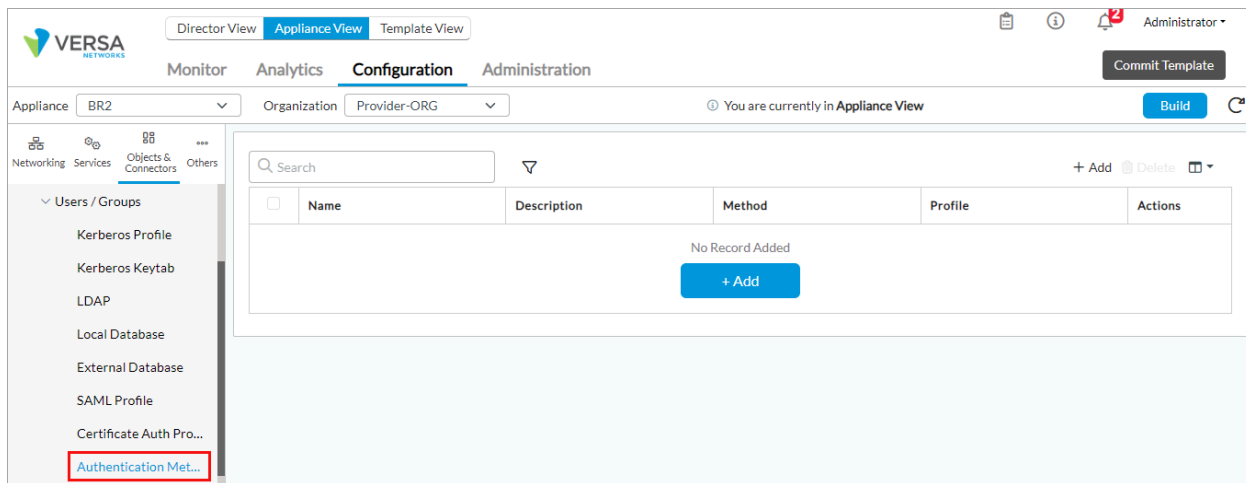 VERSA
NETWORKS
Director View Appliance View Template View
2
Administrator
Monitor Analytics Configuration Administration
Commit Template
Appliance BR2 Organization Provider-ORG You are currently in Appliance View Build
Networking Services Objects & Connectors Others
Search
+ Add Delete
Users / Groups
Name Description Method Profile Actions
Kerberos Profile
No Record Added
Kerberos Keytab
+ Add
LDAP
Local Database
External Database
SAML Profile
Certificate Auth Pro...
Authentication Met...